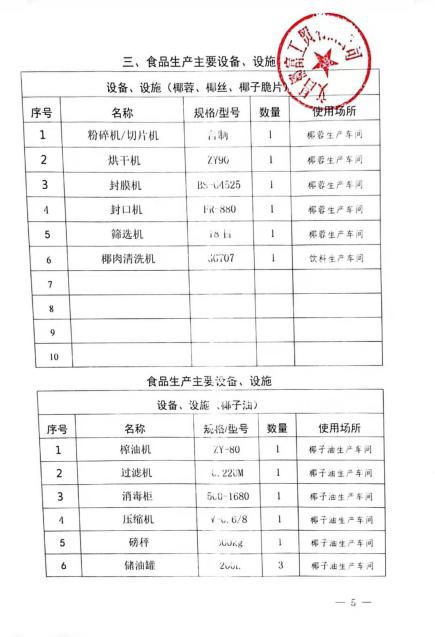 三、食品生产主要设备、设施
设备、设施（椰蓉、椰丝、椰子脆片
序号 名称 规格/型号 数量 使用场所
1 粉碎机/切片机 自制 1 椰蓉生产车间
2 烘干机 ZY90 1 椰蓉生产车间
3 封膜机 BS-G4525 1 椰蓉生产车间
4 封口机 FR-880 1 椰蓉生产车间
5 筛选机 18目 1 椰蓉生产车间
6 椰肉清洗机 1 饮料生产车间
7
8
9
10
食品生产主要设备、设施
设备、设施（椰子油）
序号 名称 规格/型号 数量 使用场所
1 榨油机 ZY-80 1 椰子油生产车间
2 过滤机 0.22UM 1 椰子油生产车间
3 消毒柜 500-1680 1 椰子油生产车间
4 压缩机 V-0.6/8 1 椰子油生产车间
5 磅秤 300kg 1 椰子油生产车间
6 储油罐 200L 3 椰子油生产车间
— 5 —